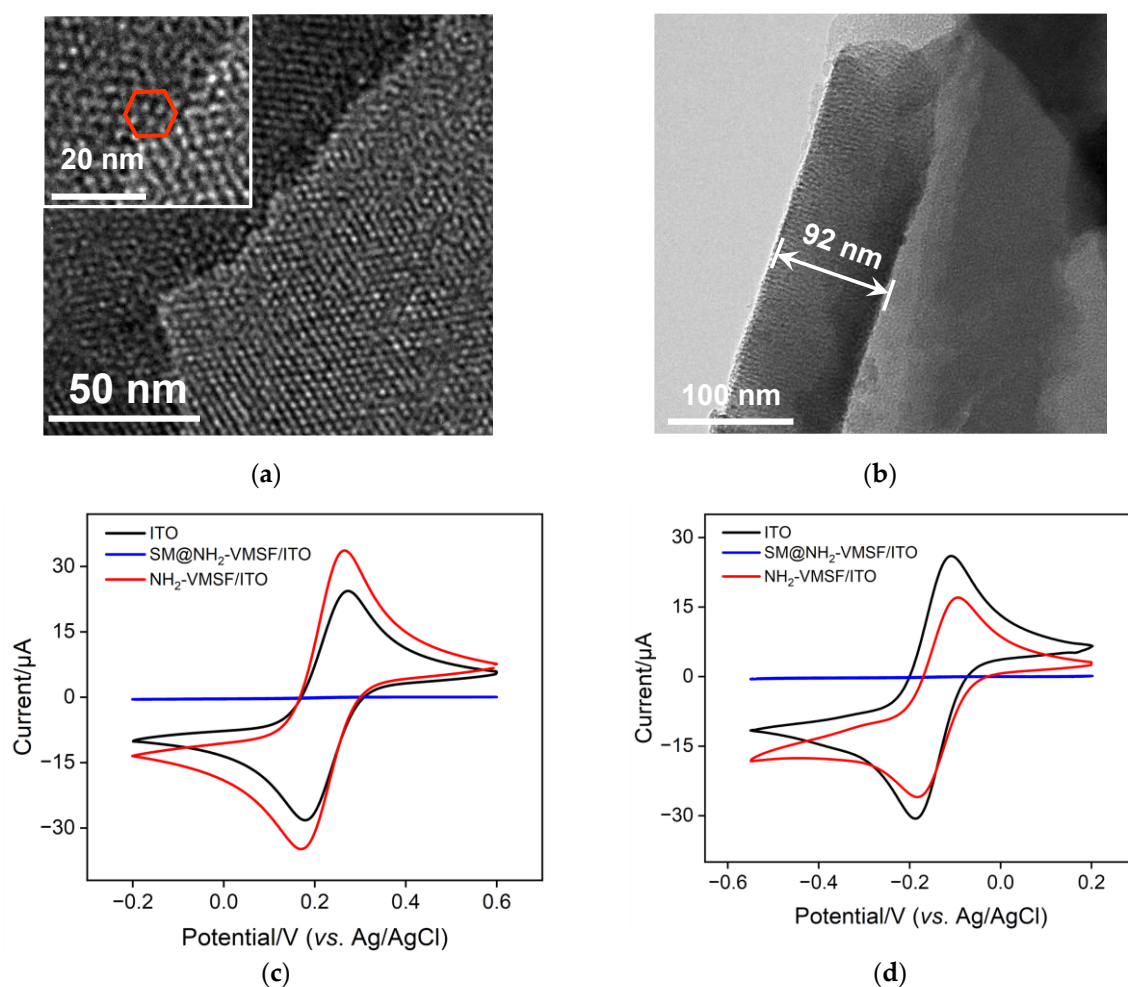 20 nm
50 nm
(a)
92 nm
100 nm
(b)
ITO
SM@NH₂-VMSF/ITO
NH₂-VMSF/ITO
30
15
0
−15
−30
Current/μA
−0.2 0.0 0.2 0.4 0.6
Potential/V (vs. Ag/AgCl)
(c)
ITO
SM@NH₂-VMSF/ITO
NH₂-VMSF/ITO
30
15
0
−15
−30
Current/μA
−0.6 −0.4 −0.2 0.0 0.2
Potential/V (vs. Ag/AgCl)
(d)